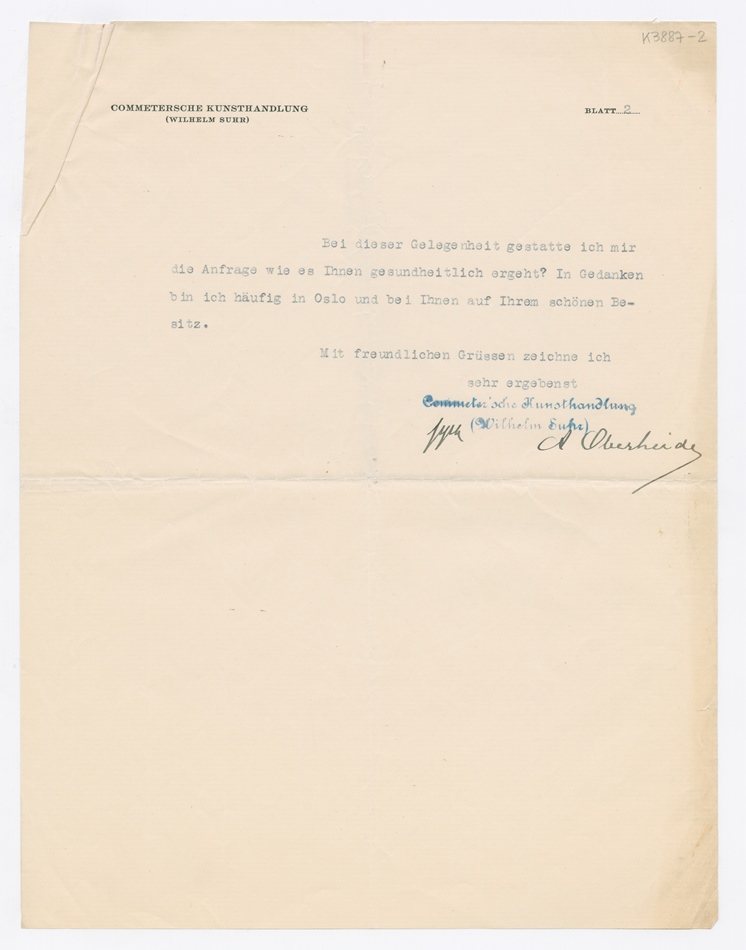 K3887-2
COMMETERSCHE KUNSTHANDLUNG
(WILHELM SUHR)
BLATT 2
Bei dieser Gelegenheit gestatte ich mir
die Anfrage wie es Ihnen gesundheitlich ergeht? In Gedanken
bin ich häufig in Oslo und bei Ihnen auf Ihrem schönen Be-
sitz.
Mit freundlichen Grüssen zeichne ich
sehr ergebenst
Commeter'sche Kunsthandlung
(Wilhelm Suhr)
A Oberheide